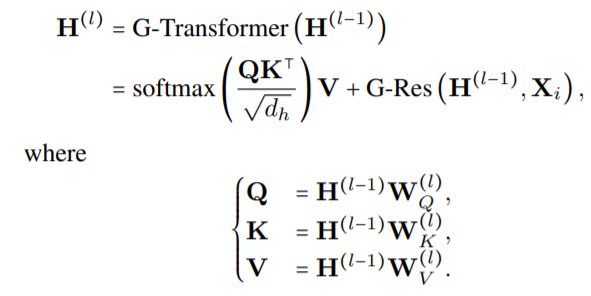 H^(l) = G-Transformer(H^(l−1))
= softmax(QK^⊤ / √d_h) V + G-Res(H^(l−1), X_i),
where
Q = H^(l−1)W_Q^(l),
K = H^(l−1)W_K^(l),
V = H^(l−1)W_V^(l).